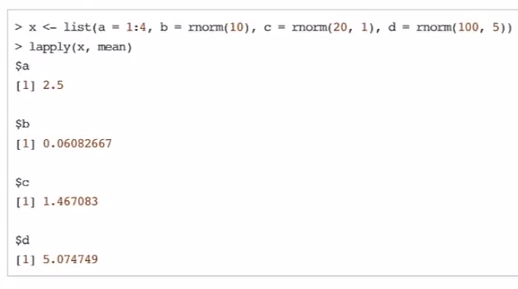 > x <- list(a = 1:4, b = rnorm(10), c = rnorm(20, 1), d = rnorm(100, 5))
> lapply(x, mean)
$a
[1] 2.5
$b
[1] 0.06082667
$c
[1] 1.467083
$d
[1] 5.074749